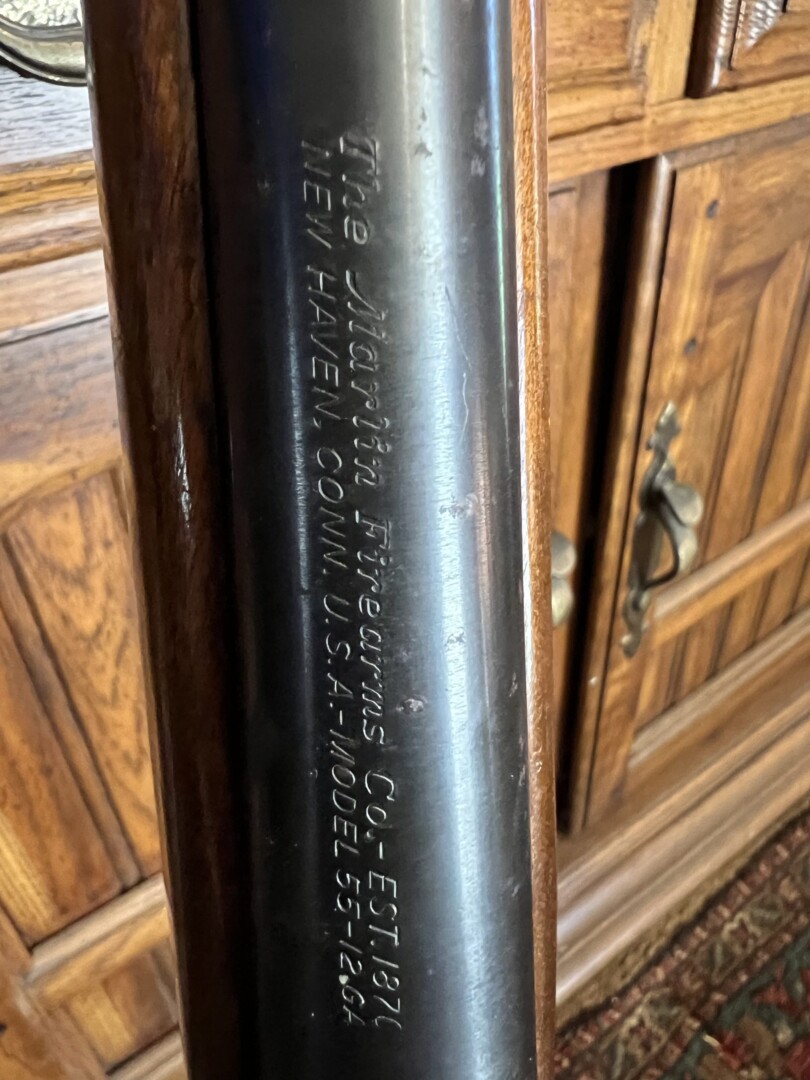 The Marlin Firearms Co.-EST.1870
NEW HAVEN, CONN. U.S.A.-MODEL 55-12 GA